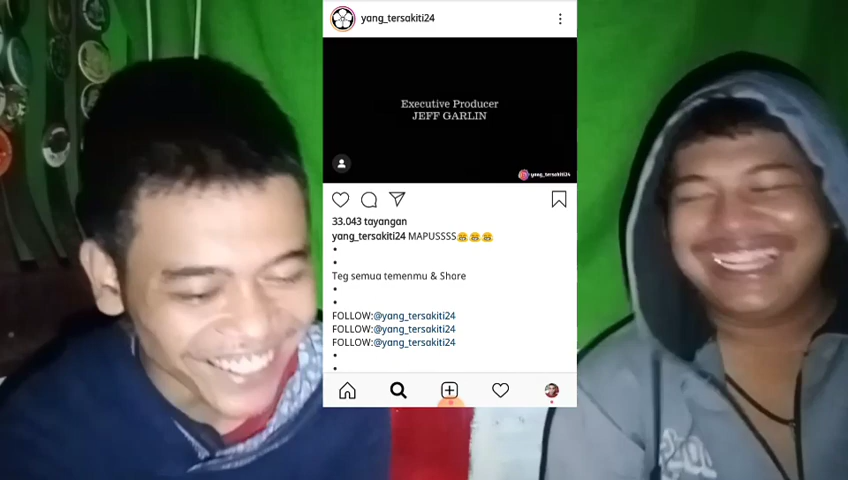 yang_tersakiti24
Executive Producer
JEFF GARLIN
yang_tersakiti24
33.043 tayangan
yang_tersakiti24 MAPUSSSS😹😹😹
•
•
Teg semua temenmu & Share
•
•
FOLLOW:@yang_tersakiti24
FOLLOW:@yang_tersakiti24
FOLLOW:@yang_tersakiti24
•
•